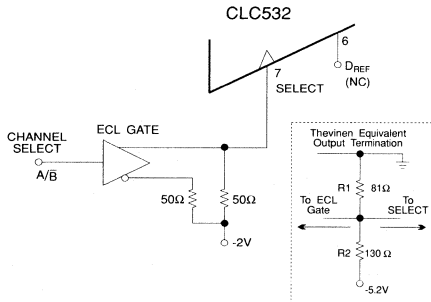 CLC532
6
7
D_REF
(NC)
SELECT
ECL GATE
CHANNEL
SELECT
A/B̅
50Ω
50Ω
-2V
Thevinen Equivalent
Output Termination
R1 81Ω
To ECL
Gate
To
SELECT
R2 130 Ω
-5.2V